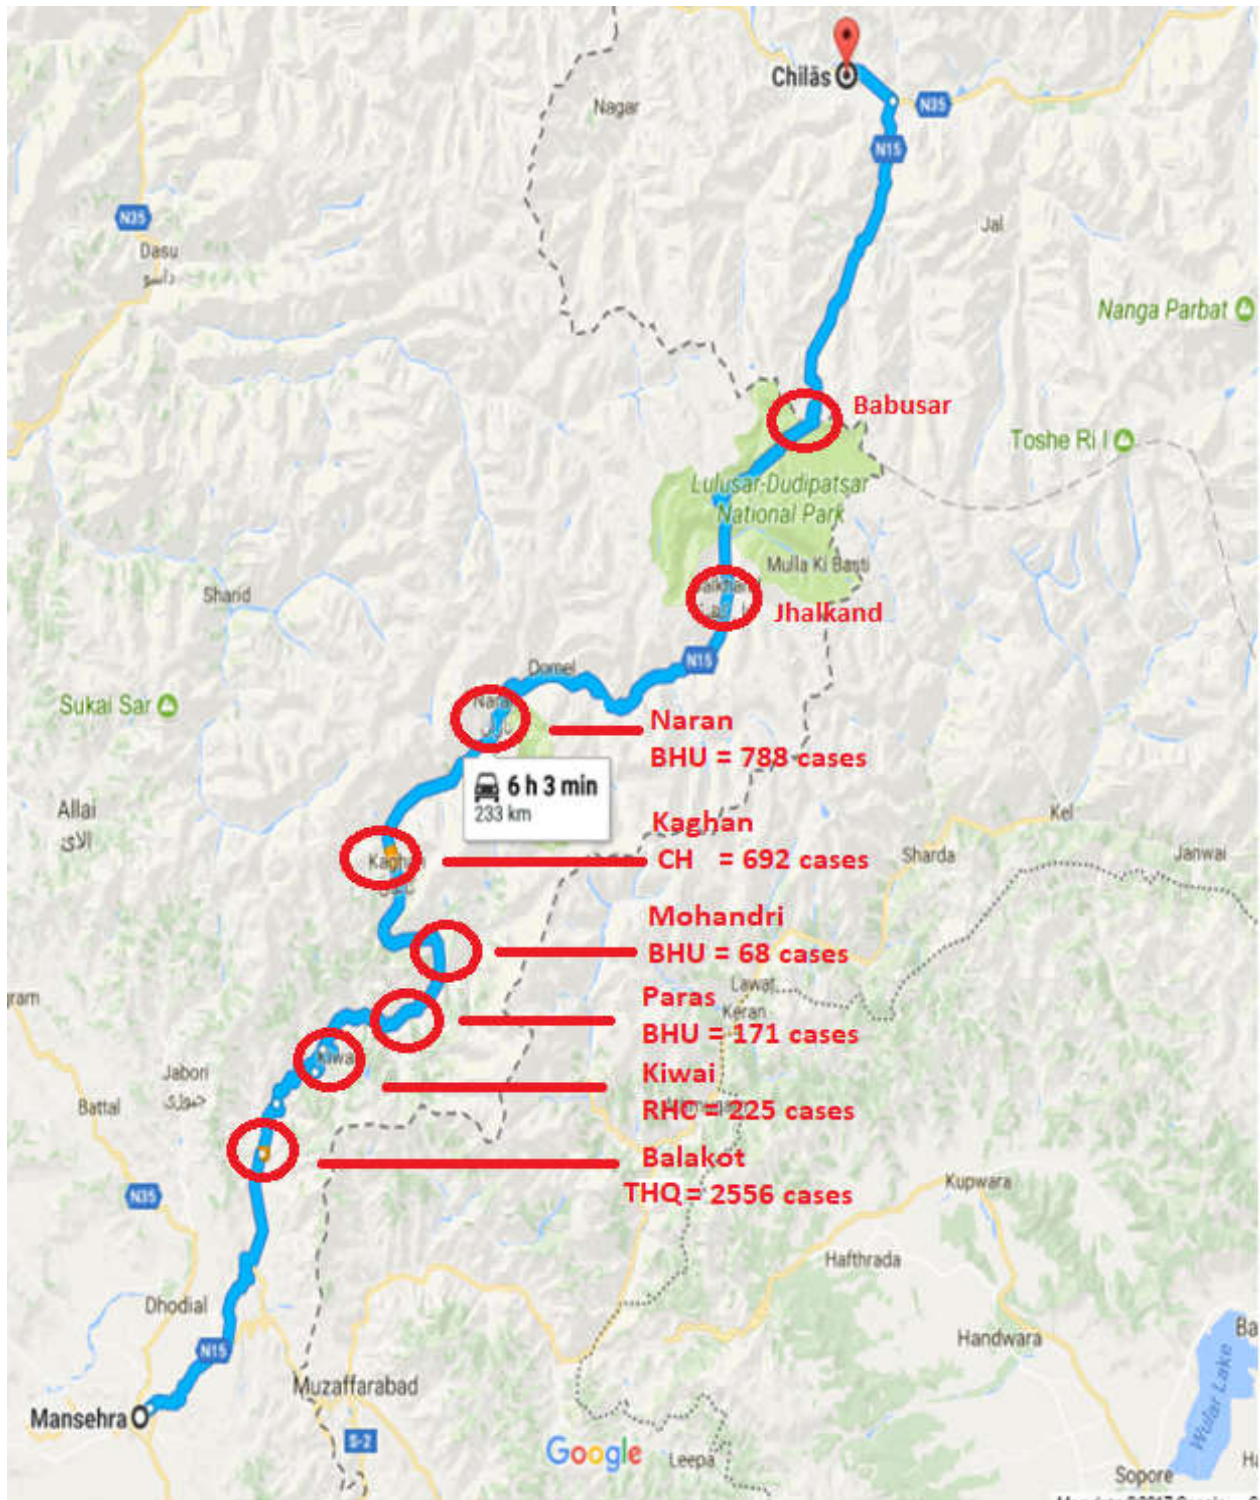 Chilās
N35
Nagar
N15
N35
Jal
Dasu
داسو
Nanga Parbat
Babusar
Toshe Ri I
Lulusar-Dudipatsar
National Park
Mulla Ki Basti
Sharid
Jhalkand
N15
Domel
Sukai Sar
Naran
BHU = 788 cases
6 h 3 min
233 km
Allai
الای
Kel
Kaghan
CH = 692 cases
Kaghan
Sharda
Janwai
Mohandri
BHU = 68 cases
Lawat
Paras
Keran
BHU = 171 cases
Kiwai
Jabori
جبوڑی
Kiwai
Battal
RHC = 225 cases
Balakot
THQ = 2556 cases
N35
Kupwara
Hafthrada
Dhodial
Handwara
N15
Wular Lake
Muzaffarabad
Mansehra
S-2
Google
Leepa
Sopore